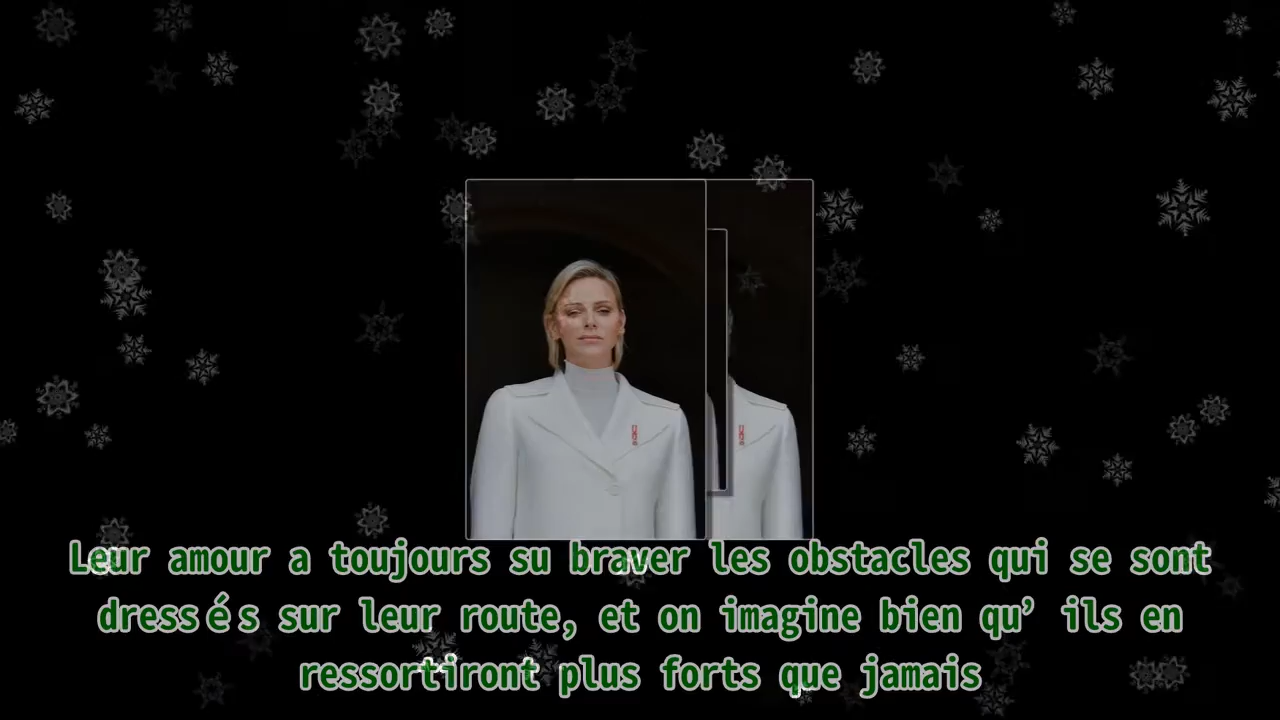 Leur amour a toujours su braver les obstacles qui se sont
dressés sur leur route, et on imagine bien qu’ ils en
ressortiront plus forts que jamais